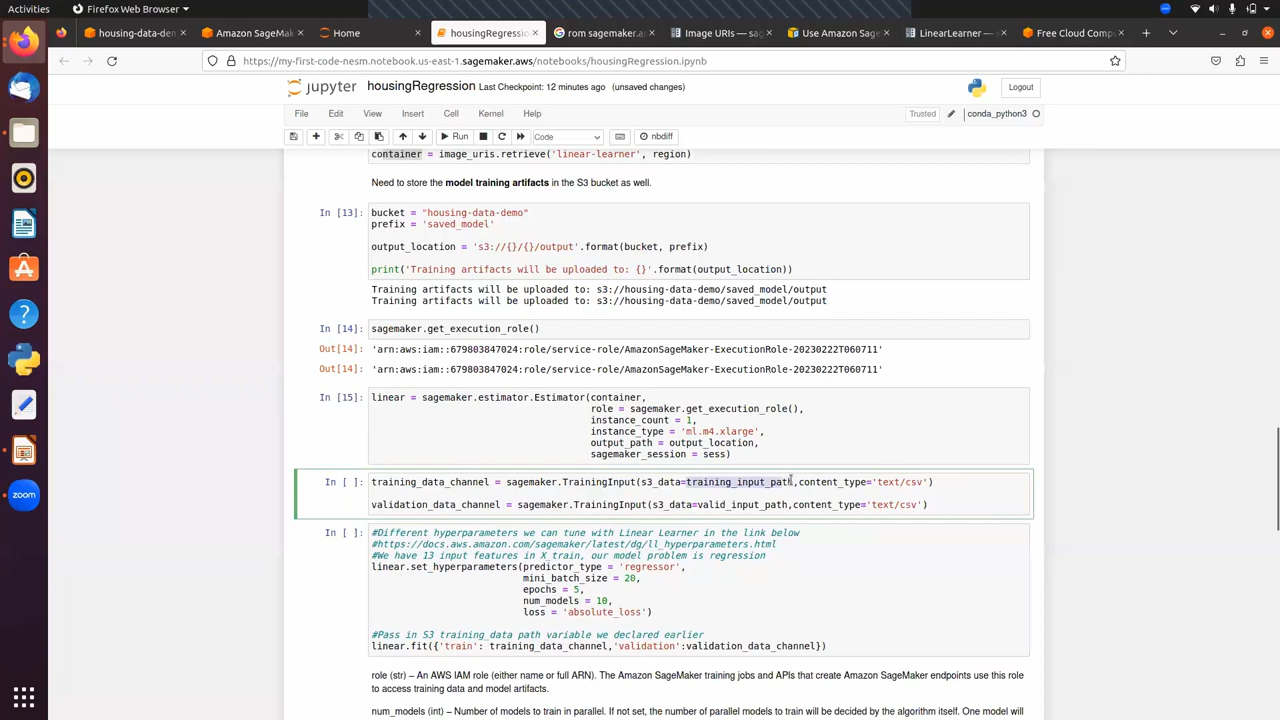 Activities
Firefox Web Browser
housing-data-dem
Amazon SageMak
Home
housingRegressio
rom sagemaker.a
Image URIs — sag
Use Amazon SageM
LinearLearner — s
Free Cloud Compu
https://my-first-code-nesm.notebook.us-east-1.sagemaker.aws/notebooks/housingRegression.ipynb
jupyter housingRegression Last Checkpoint: 12 minutes ago (unsaved changes)
Logout
File Edit View Insert Cell Kernel Help
Trusted
conda_python3
Run
Code
nbdiff
container = image_uris.retrieve('linear-learner', region)
Need to store the model training artifacts in the S3 bucket as well.
In [13]: bucket = "housing-data-demo"
prefix = 'saved_model'
output_location = 's3://{}/{}/output'.format(bucket, prefix)
print('Training artifacts will be uploaded to: {}'.format(output_location))
Training artifacts will be uploaded to: s3://housing-data-demo/saved_model/output
Training artifacts will be uploaded to: s3://housing-data-demo/saved_model/output
In [14]: sagemaker.get_execution_role()
Out[14]: 'arn:aws:iam::679803847024:role/service-role/AmazonSageMaker-ExecutionRole-20230222T060711'
Out[14]: 'arn:aws:iam::679803847024:role/service-role/AmazonSageMaker-ExecutionRole-20230222T060711'
In [15]: linear = sagemaker.estimator.Estimator(container,
role = sagemaker.get_execution_role(),
instance_count = 1,
instance_type = 'ml.m4.xlarge',
output_path = output_location,
sagemaker_session = sess)
In [ ]: training_data_channel = sagemaker.TrainingInput(s3_data=training_input_path,content_type='text/csv')
validation_data_channel = sagemaker.TrainingInput(s3_data=valid_input_path,content_type='text/csv')
In [ ]: #Different hyperparameters we can tune with Linear Learner in the link below
#https://docs.aws.amazon.com/sagemaker/latest/dg/ll_hyperparameters.html
#We have 13 input features in X_train, our model problem is regression
linear.set_hyperparameters(predictor_type = 'regressor',
mini_batch_size = 20,
epochs = 5,
num_models = 10,
loss = 'absolute_loss')
#Pass in S3 training_data path variable we declared earlier
linear.fit({'train': training_data_channel,'validation':validation_data_channel})
role (str) – An AWS IAM role (either name or full ARN). The Amazon SageMaker training jobs and APIs that create Amazon SageMaker endpoints use this role
to access training data and model artifacts.
num_models (int) – Number of models to train in parallel. If not set, the number of parallel models to train will be decided by the algorithm itself. One model will
zoom